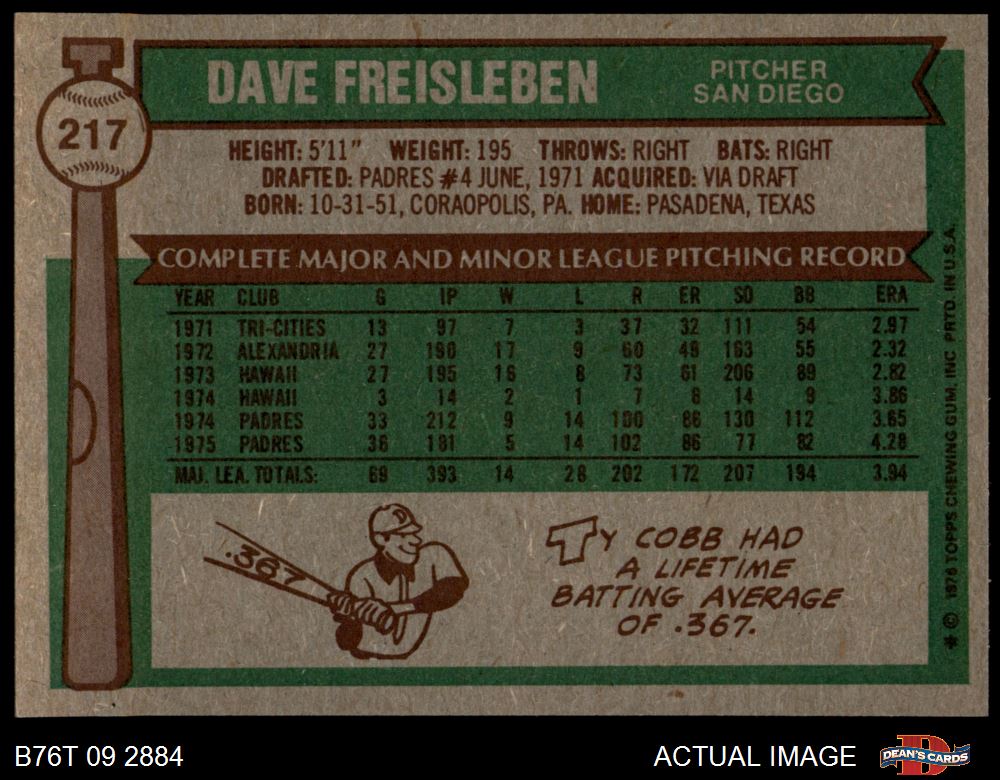 DAVE FREISLEBEN
PITCHER
SAN DIEGO
217
HEIGHT: 5'11" WEIGHT: 195 THROWS: RIGHT BATS: RIGHT
DRAFTED: PADRES #4 JUNE, 1971 ACQUIRED: VIA DRAFT
BORN: 10-31-51, CORAOPOLIS, PA. HOME: PASADENA, TEXAS
COMPLETE MAJOR AND MINOR LEAGUE PITCHING RECORD
YEAR CLUB G IP W L R ER SO BB ERA
1971 TRI-CITIES 13 97 7 3 37 32 111 54 2.97
1972 ALEXANDRIA 27 190 17 9 60 49 163 55 2.32
1973 HAWAII 27 195 16 8 73 61 206 89 2.82
1974 HAWAII 3 14 2 1 7 6 14 9 3.86
1974 PADRES 33 212 9 14 100 86 130 112 3.65
1975 PADRES 36 181 5 14 102 86 77 82 4.28
MAJ. LEA. TOTALS: 69 393 14 28 202 172 207 194 3.94
.367
TY COBB HAD
A LIFETIME
BATTING AVERAGE
OF .367.
* © 1976 TOPPS CHEWING GUM, INC PRTD. IN U.S.A.
B76T 09 2884
ACTUAL IMAGE
DEAN'S CARDS